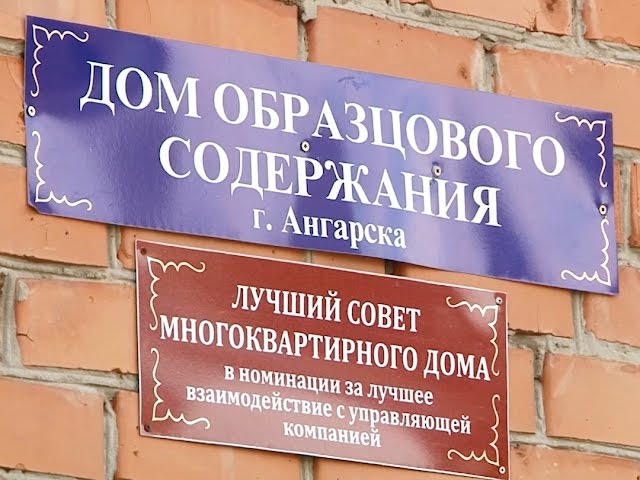 ДОМ ОБРАЗЦОВОГО
СОДЕРЖАНИЯ
г. Ангарска
ЛУЧШИЙ СОВЕТ
МНОГОКВАРТИРНОГО ДОМА
в номинации за лучшее
взаимодействие с управляющей
компанией